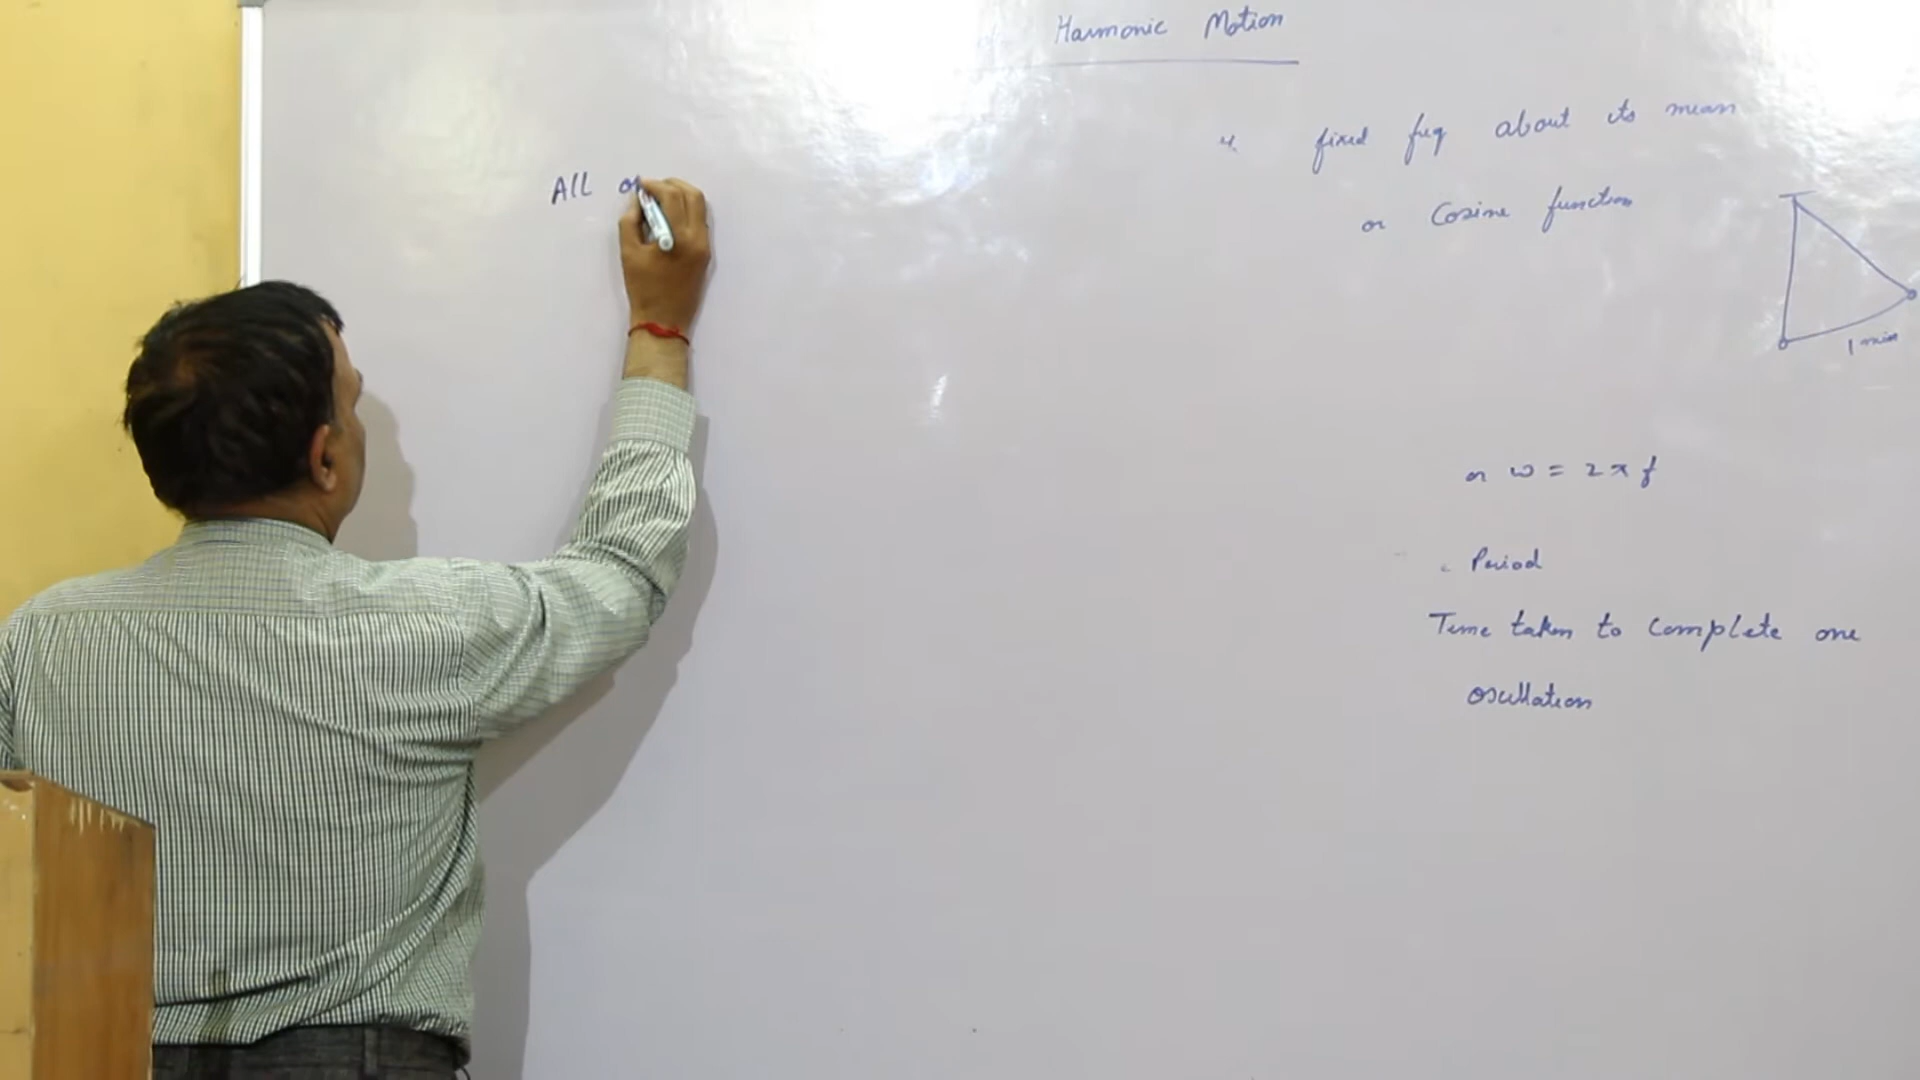 Harmonic Motion
fixed freq about its mean
All
or Cosine function
1 min
or ω = 2πf
Period
Time taken to complete one
oscillation